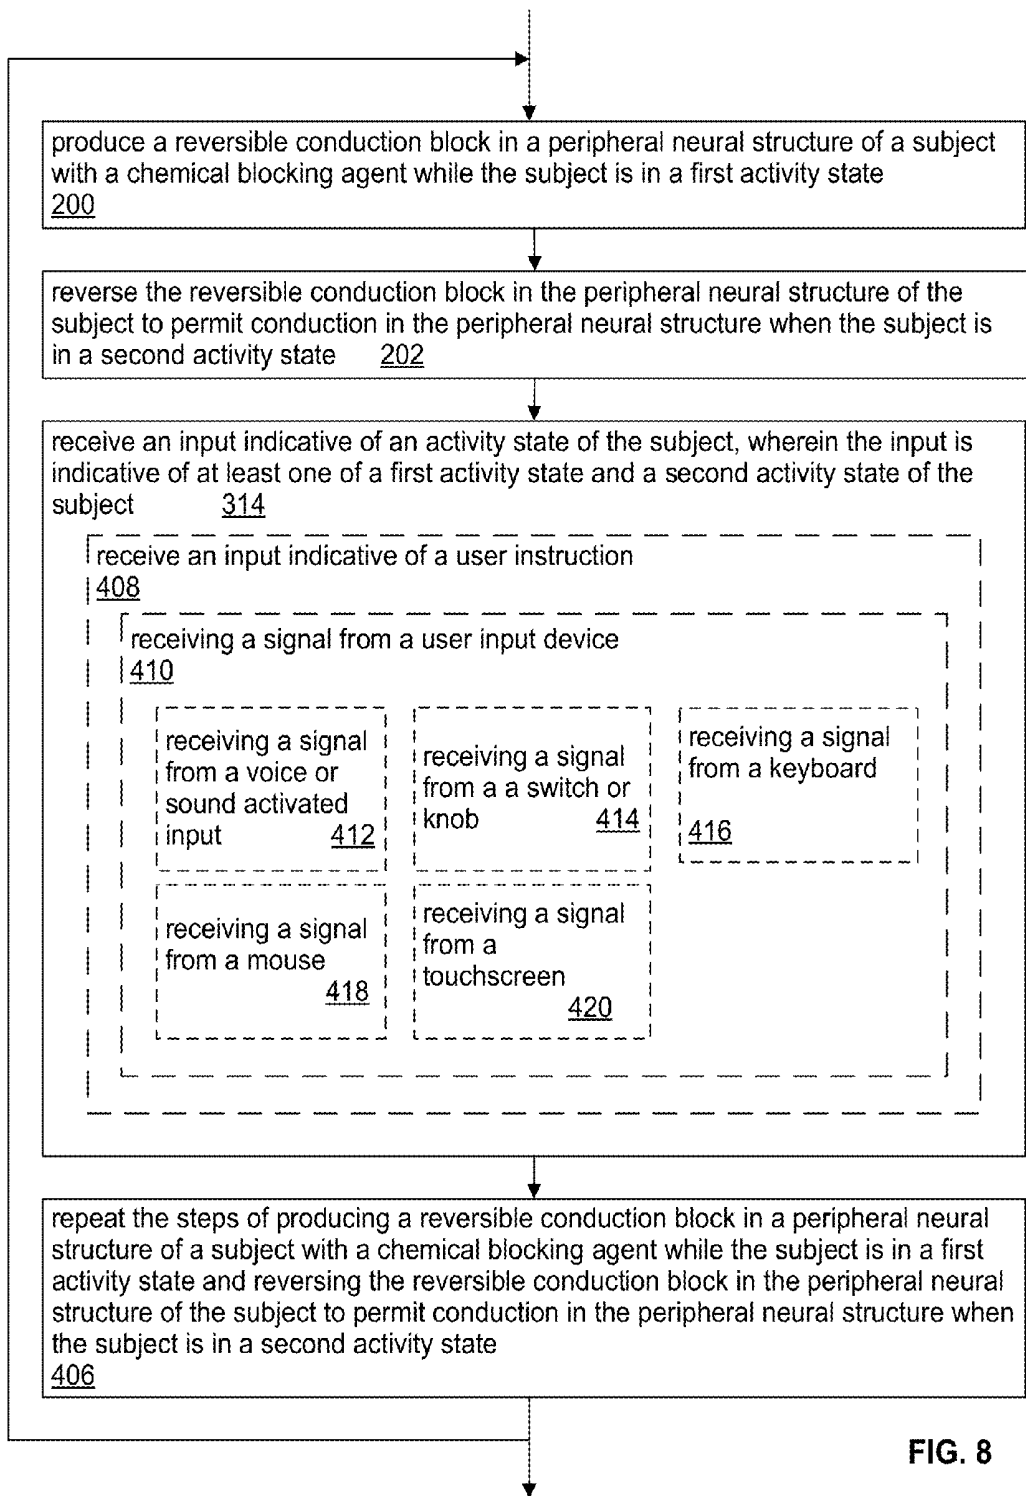 produce a reversible conduction block in a peripheral neural structure of a subject
with a chemical blocking agent while the subject is in a first activity state
200
reverse the reversible conduction block in the peripheral neural structure of the
subject to permit conduction in the peripheral neural structure when the subject is
in a second activity state 202
receive an input indicative of an activity state of the subject, wherein the input is
indicative of at least one of a first activity state and a second activity state of the
subject 314
receive an input indicative of a user instruction
408
receiving a signal from a user input device
410
receiving a signal
from a voice or
sound activated
input 412
receiving a signal
from a a switch or
knob 414
receiving a signal
from a keyboard
416
receiving a signal
from a mouse
418
receiving a signal
from a
touchscreen
420
repeat the steps of producing a reversible conduction block in a peripheral neural
structure of a subject with a chemical blocking agent while the subject is in a first
activity state and reversing the reversible conduction block in the peripheral neural
structure of the subject to permit conduction in the peripheral neural structure when
the subject is in a second activity state
406
FIG. 8